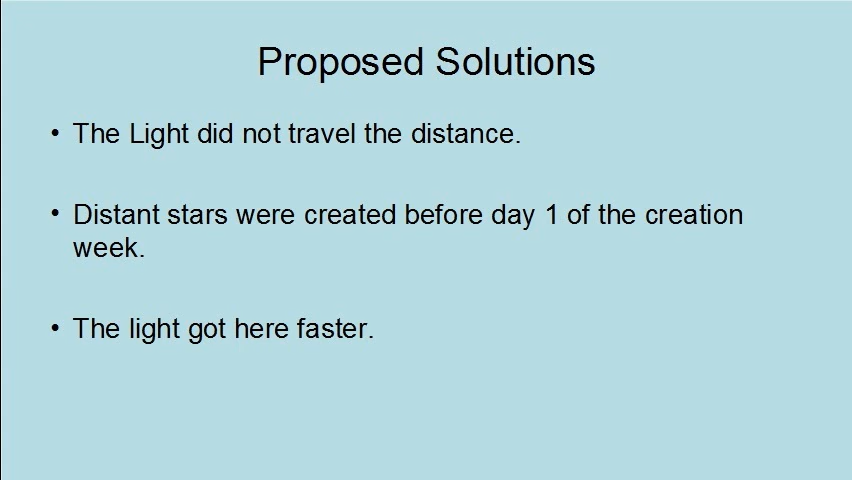 Proposed Solutions
• The Light did not travel the distance.
• Distant stars were created before day 1 of the creation
week.
• The light got here faster.